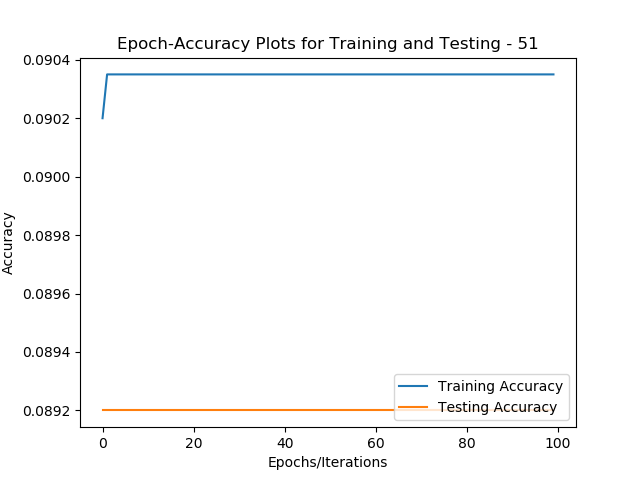 Epoch-Accuracy Plots for Training and Testing - 51
0.0904
0.0902
0.0900
0.0898
0.0896
0.0894
0.0892
Accuracy
Training Accuracy
Testing Accuracy
0 20 40 60 80 100
Epochs/Iterations